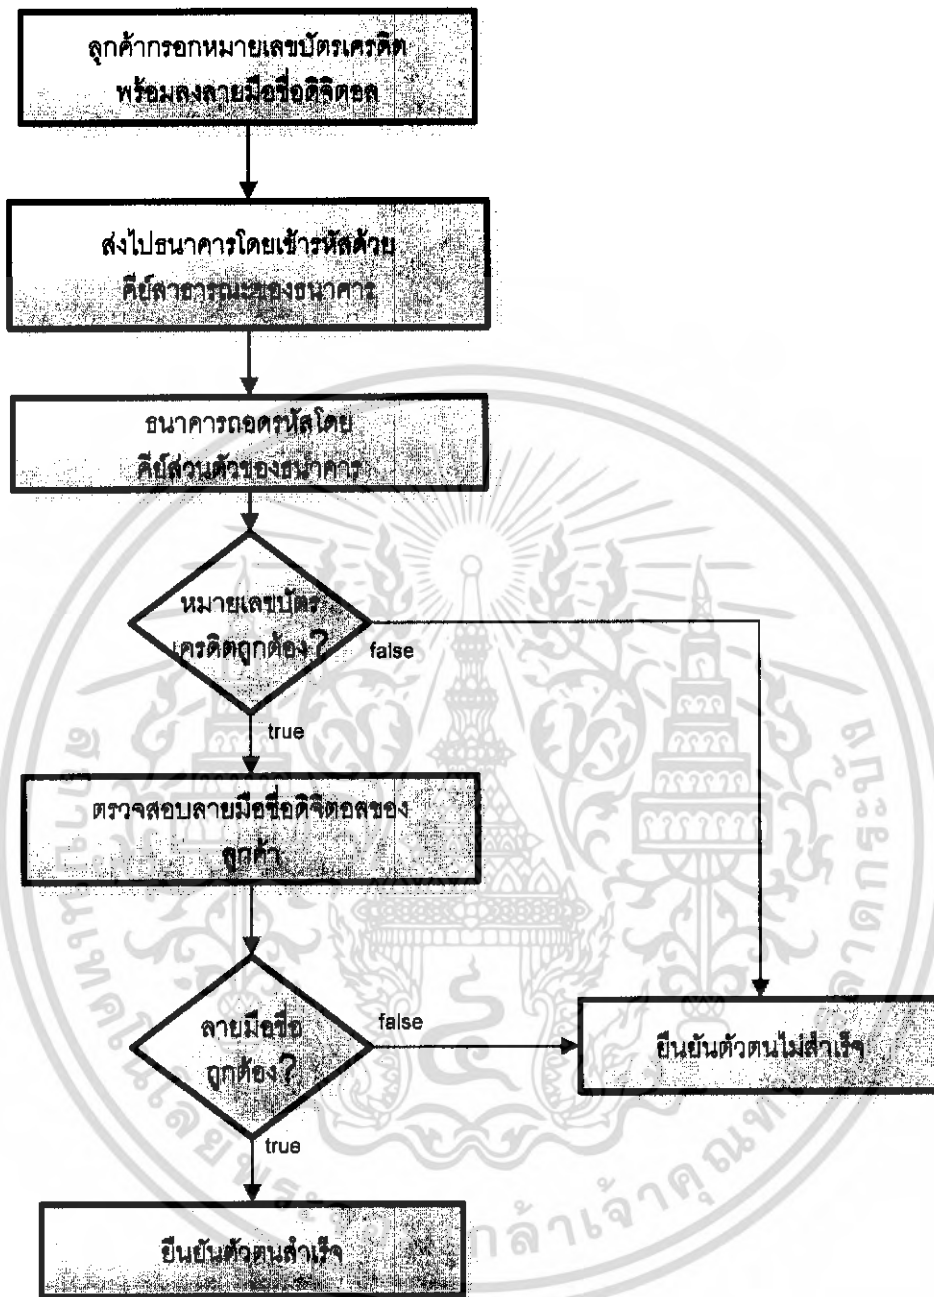 ลูกค้ากรอกหมายเลขบัตรเครดิต
พร้อมลงลายมือชื่อดิจิตอล
ส่งไปธนาคารโดยเข้ารหัสด้วย
คีย์สาธารณะของธนาคาร
ธนาคารถอดรหัสโดย
คีย์ส่วนตัวของธนาคาร
หมายเลขบัตร
เครดิตถูกต้อง?
false
true
ตรวจสอบลายมือชื่อดิจิตอลของ
ลูกค้า
ลายมือชื่อ
ถูกต้อง?
false
ยืนยันตัวตนไม่สำเร็จ
true
ยืนยันตัวตนสำเร็จ